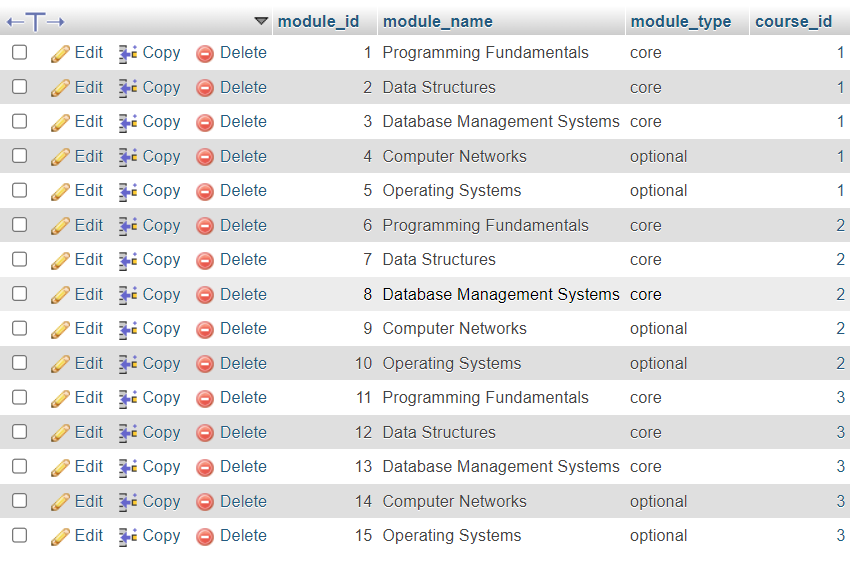 module_id module_name module_type course_id
Edit Copy Delete 1 Programming Fundamentals core 1
Edit Copy Delete 2 Data Structures core 1
Edit Copy Delete 3 Database Management Systems core 1
Edit Copy Delete 4 Computer Networks optional 1
Edit Copy Delete 5 Operating Systems optional 1
Edit Copy Delete 6 Programming Fundamentals core 2
Edit Copy Delete 7 Data Structures core 2
Edit Copy Delete 8 Database Management Systems core 2
Edit Copy Delete 9 Computer Networks optional 2
Edit Copy Delete 10 Operating Systems optional 2
Edit Copy Delete 11 Programming Fundamentals core 3
Edit Copy Delete 12 Data Structures core 3
Edit Copy Delete 13 Database Management Systems core 3
Edit Copy Delete 14 Computer Networks optional 3
Edit Copy Delete 15 Operating Systems optional 3